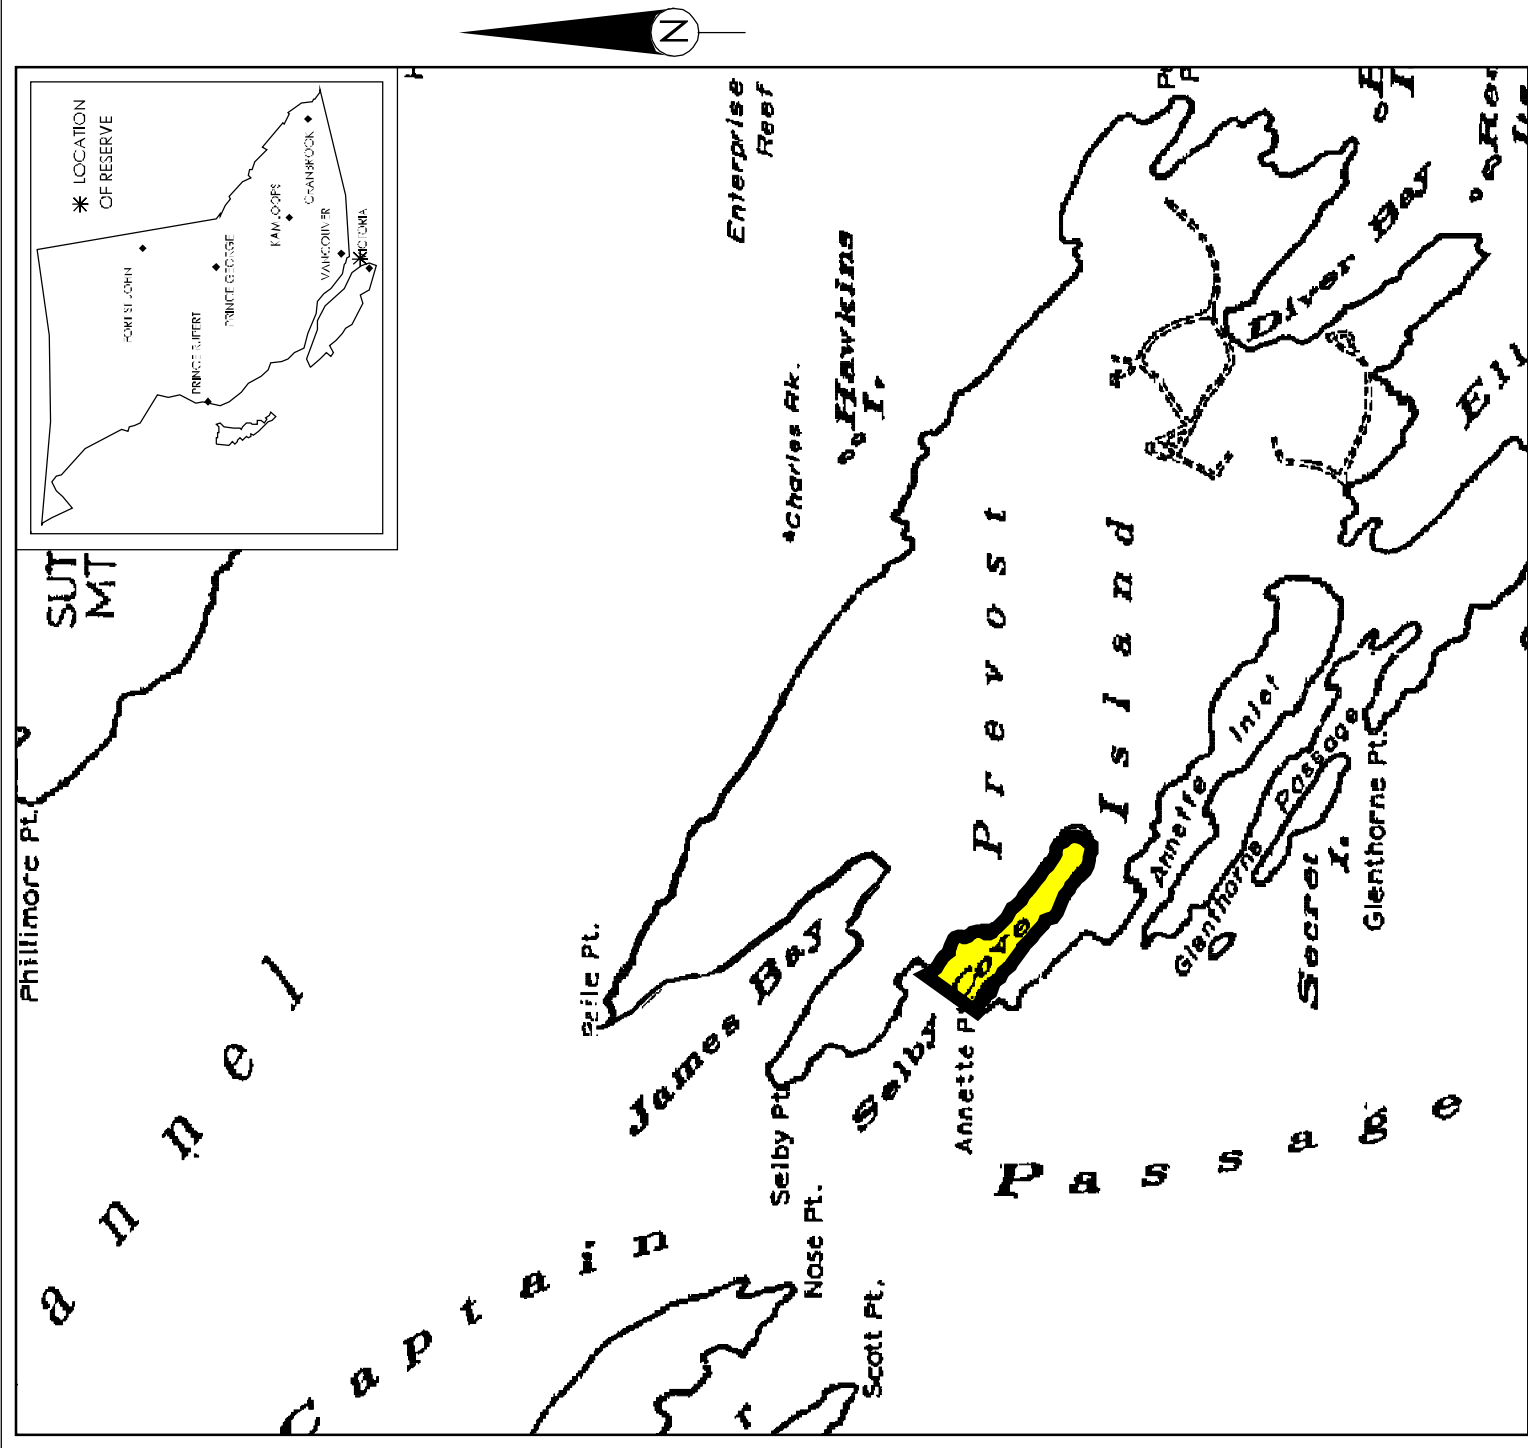 N
✳ LOCATION
OF RESERVE
FORT ST. JOHN
PRINCE RUPERT
PRINCE GEORGE
KAMLOOPS
CRANBROOK
VANCOUVER
VICTORIA
SUT
MT
Phillimore Pt.
annel
Captain
Passage
Enterprise
Reef
Hawkins
I.
Charles Rk.
Peile Pt.
James Bay
Selby Pt.
Nose Pt.
Scott Pt.
Selby
Cove
Annette P
Prevost
Island
Diver Bay
Annette Inlet
Glenthorne Passage
Secret
I.
Glenthorne Pt.
Ell
r